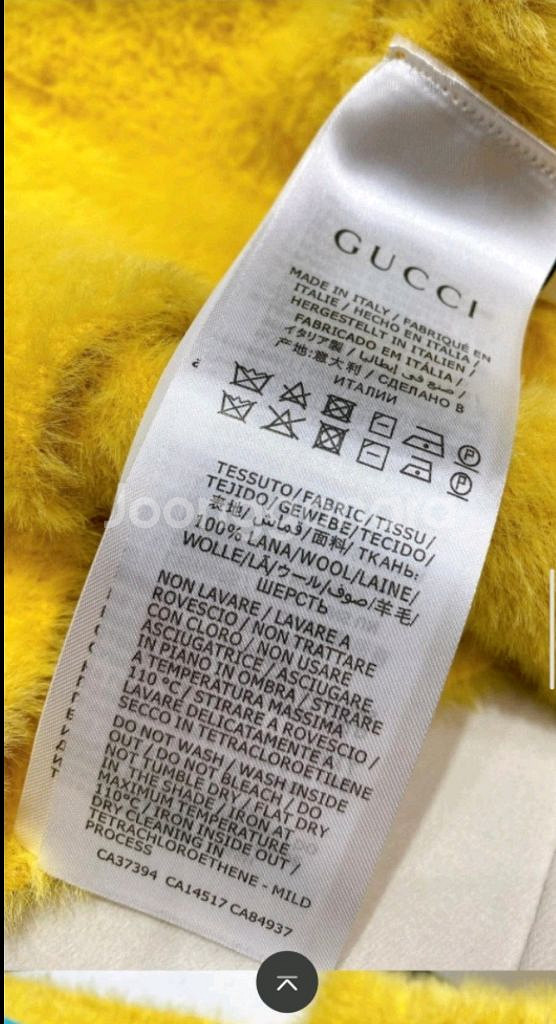 GUCCI
MADE IN ITALY / FABRIQUÉ EN
ITALIE / HECHO EN ITALIA /
HERGESTELLT IN ITALIEN /
FABRICADO EM ITÁLIA /
イタリア製 / صنع في إيطاليا /
产地:意大利 / СДЕЛАНО В
ИТАЛИИ
P
P
TESSUTO/FABRIC/TISSU/
TEJIDO/GEWEBE/TECIDO/
表地/قماش/面料/ ТКАНЬ:
100% LANA/WOOL/LAINE/
WOLLE/LÃ/ウール/صوف/羊毛/
ШЕРСТЬ
NON LAVARE / LAVARE A
ROVESCIO / NON TRATTARE
CON CLORO / NON USARE
ASCIUGATRICE / ASCIUGARE
IN PIANO IN OMBRA / STIRARE
A TEMPERATURA MASSIMA
110 °C / STIRARE A ROVESCIO /
LAVARE DELICATAMENTE A
SECCO IN TETRACLOROETILENE
DO NOT WASH / WASH INSIDE
OUT / DO NOT BLEACH / DO
NOT TUMBLE DRY / FLAT DRY
IN THE SHADE / IRON AT
MAXIMUM TEMPERATURE
110°C / IRON INSIDE OUT /
DRY CLEANING IN
TETRACHLOROETHENE - MILD
PROCESS
CA37394 CA14517 CA84937